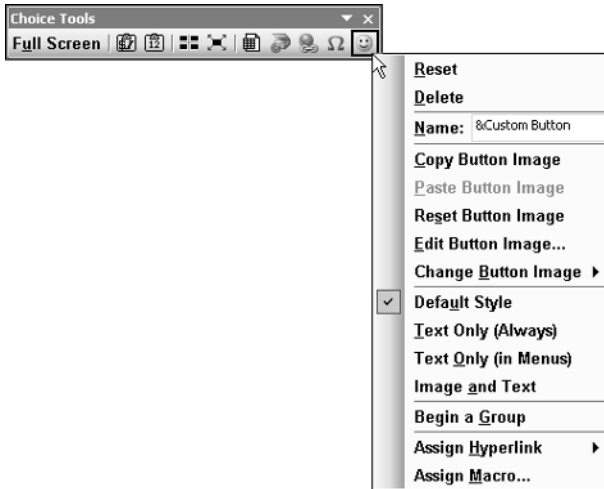 Choice Tools
Full Screen 12 Ω
Reset
Delete
Name: &Custom Button
Copy Button Image
Paste Button Image
Reset Button Image
Edit Button Image...
Change Button Image
Default Style
Text Only (Always)
Text Only (in Menus)
Image and Text
Begin a Group
Assign Hyperlink
Assign Macro...